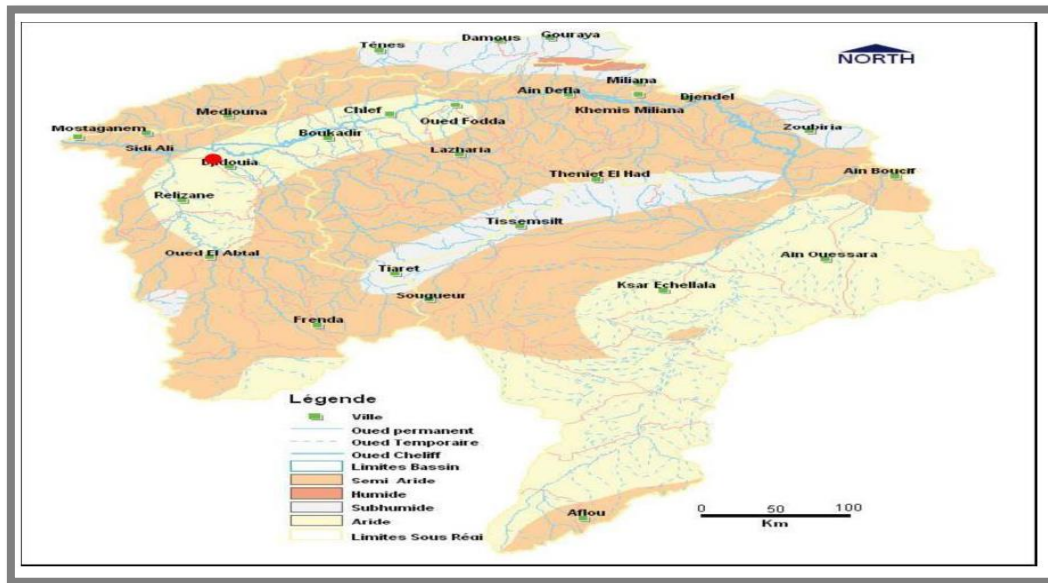 Ténes
Damous
Gouraya
NORTH
Miliana
Ain Defla
Djendel
Mediouna
Chlef
Khemis Miliana
Oued Fodda
Mostaganem
Boukadir
Zoubiria
Sidi Ali
Lazharia
Djidouia
Theniet El Had
Ain Boucif
Relizane
Tissemsilt
Oued El Abtal
Ain Ouessara
Tiaret
Ksar Echellala
Sougueur
Frenda
Légende
Ville
Oued permanent
Oued Temporaire
Oued Cheliff
Limites Bassin
Semi Aride
Humide
Subhumide
Aride
Limites Sous Régi
Aflou
0 50 100
Km